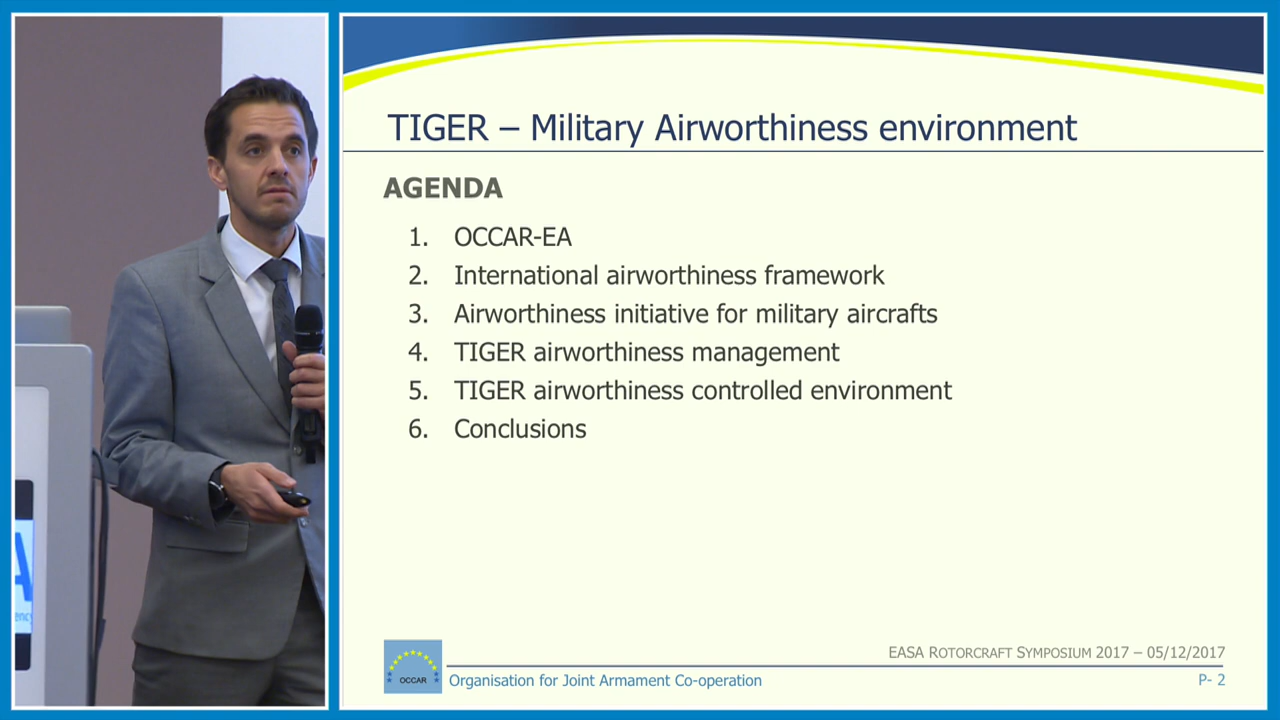 TIGER – Military Airworthiness environment
AGENDA
1. OCCAR-EA
2. International airworthiness framework
3. Airworthiness initiative for military aircrafts
4. TIGER airworthiness management
5. TIGER airworthiness controlled environment
6. Conclusions
EASA ROTORCRAFT SYMPOSIUM 2017 – 05/12/2017
OCCAR
Organisation for Joint Armament Co-operation
P- 2